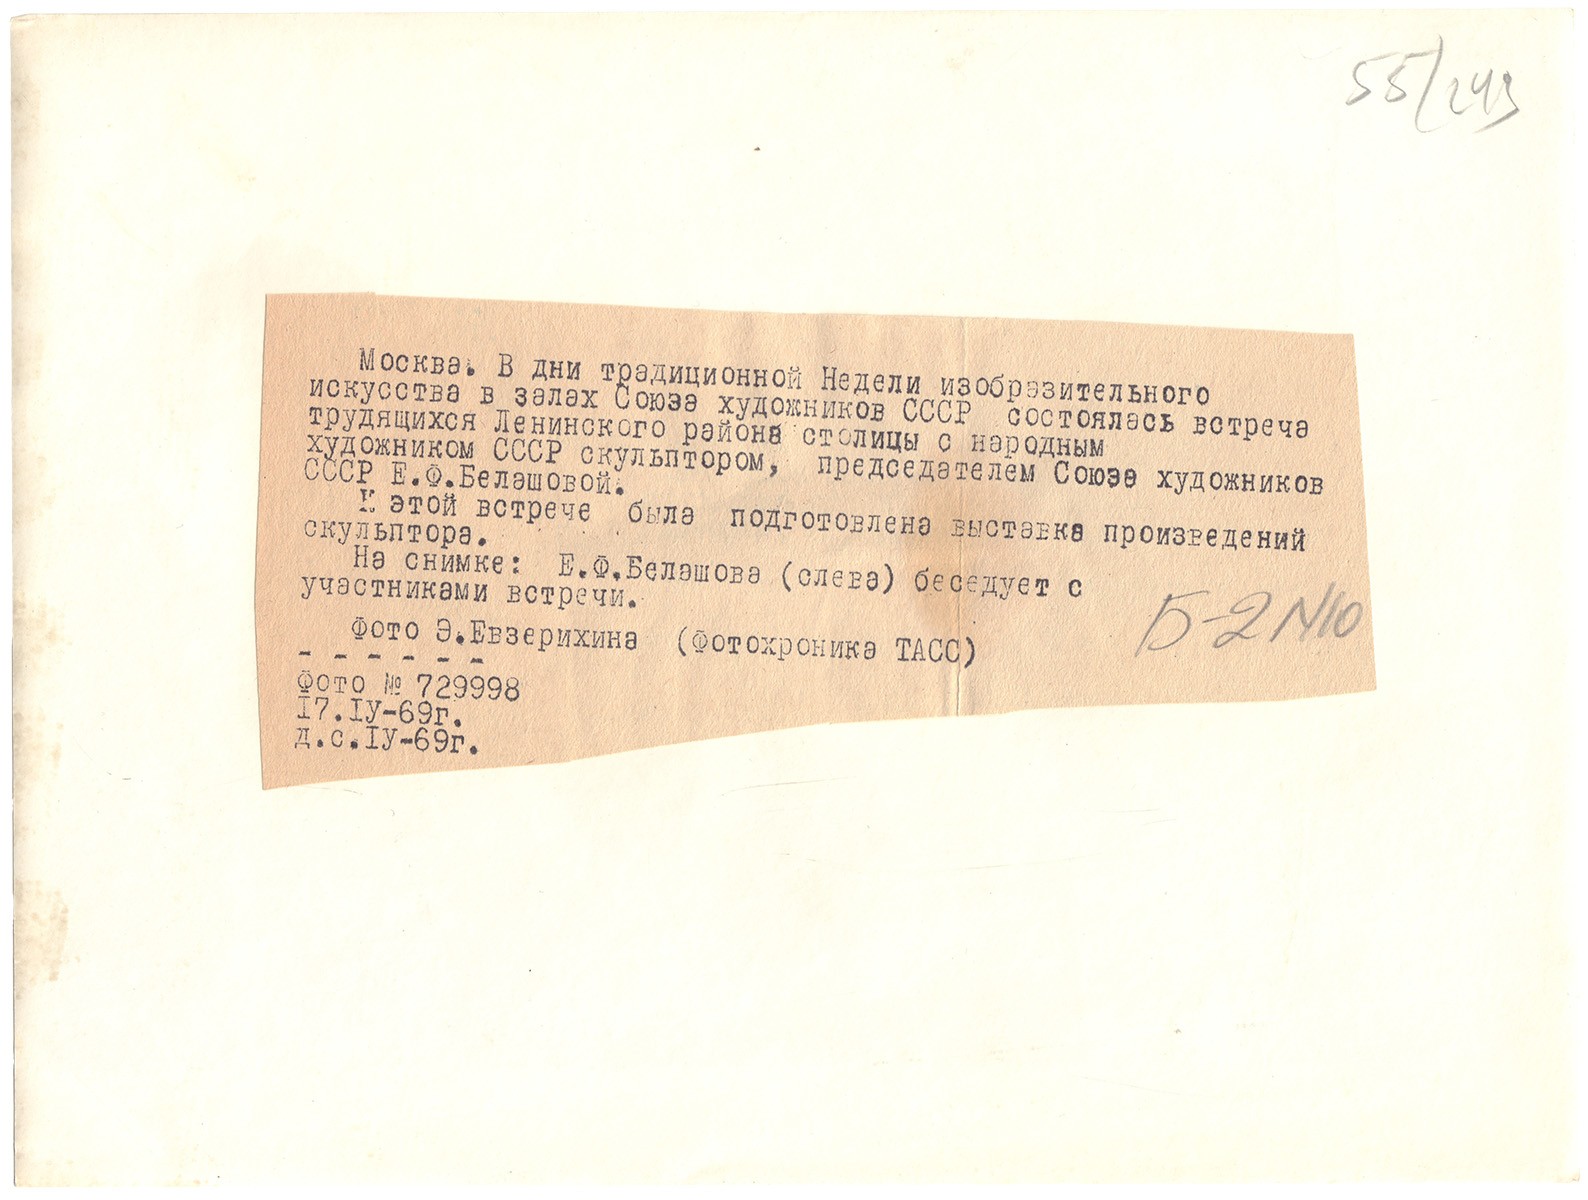 55/243
Москва. В дни традиционной Недели изобразительного
искусства в залах Союза художников СССР состоялась встреча
трудящихся Ленинского района столицы с народным
художником СССР скульптором, председателем Союза художников
СССР Е.Ф.Белашовой.
К этой встрече была подготовлена выставка произведений
скульптора.
На снимке: Е.Ф.Белашова (слева) беседует с
участниками встречи.
Б-2 №10
Фото Э.Евзерихина (Фотохроника ТАСС)
- - - - - -
Фото № 729998
17.IУ-69г.
д.с.IУ-69г.